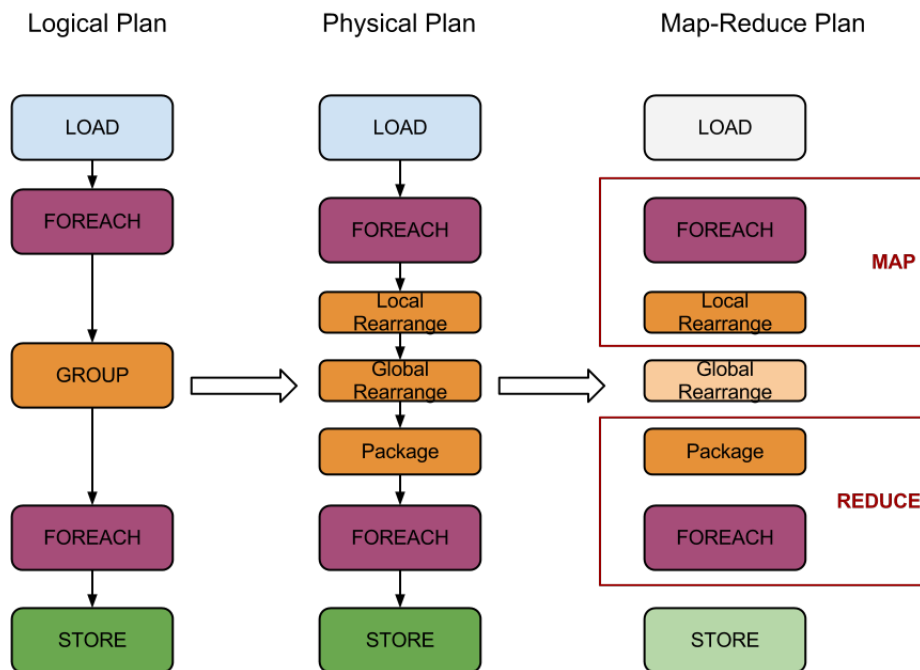 Logical Plan
LOAD
FOREACH
GROUP
FOREACH
STORE
Physical Plan
LOAD
FOREACH
Local
Rearrange
Global
Rearrange
Package
FOREACH
STORE
Map-Reduce Plan
LOAD
FOREACH
MAP
Local
Rearrange
Global
Rearrange
Package
REDUCE
FOREACH
STORE